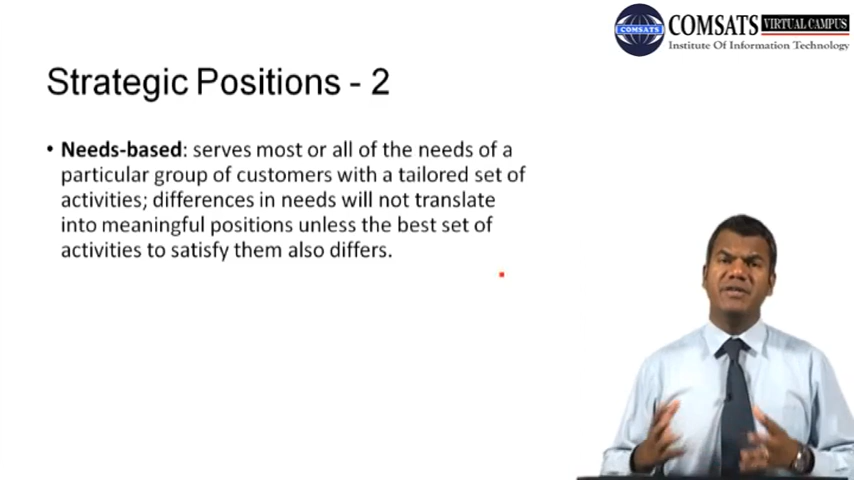 COMSATS VIRTUAL CAMPUS
COMSATS
Institute Of Information Technology
Strategic Positions - 2
• Needs-based: serves most or all of the needs of a
particular group of customers with a tailored set of
activities; differences in needs will not translate
into meaningful positions unless the best set of
activities to satisfy them also differs.